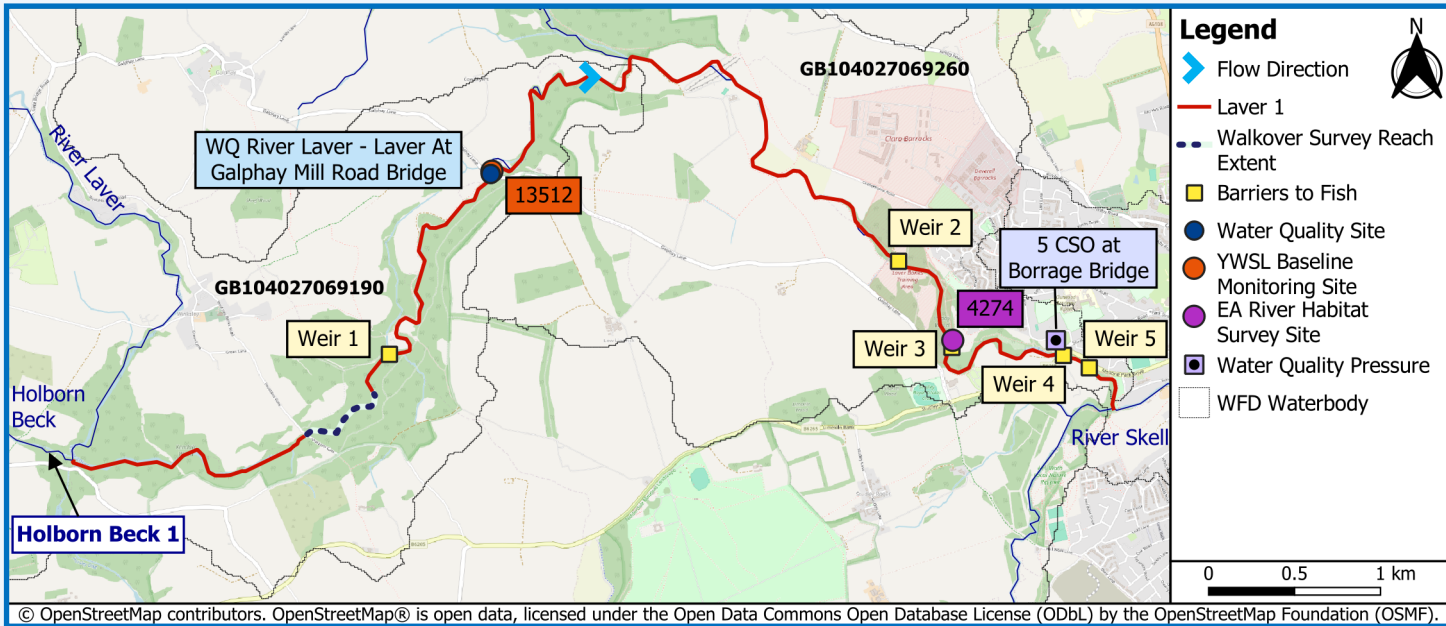 GB104027069260
WQ River Laver - Laver At
Galphay Mill Road Bridge
13512
River Laver
GB104027069190
Weir 1
Weir 2
5 CSO at
Borrage Bridge
4274
Weir 3
Weir 5
Weir 4
Holborn
Beck
River Skell
Holborn Beck 1
Legend
N
Flow Direction
Laver 1
Walkover Survey Reach
Extent
Barriers to Fish
Water Quality Site
YWSL Baseline
Monitoring Site
EA River Habitat
Survey Site
Water Quality Pressure
WFD Waterbody
0 0.5 1 km
© OpenStreetMap contributors. OpenStreetMap® is open data, licensed under the Open Data Commons Open Database License (ODbL) by the OpenStreetMap Foundation (OSMF).